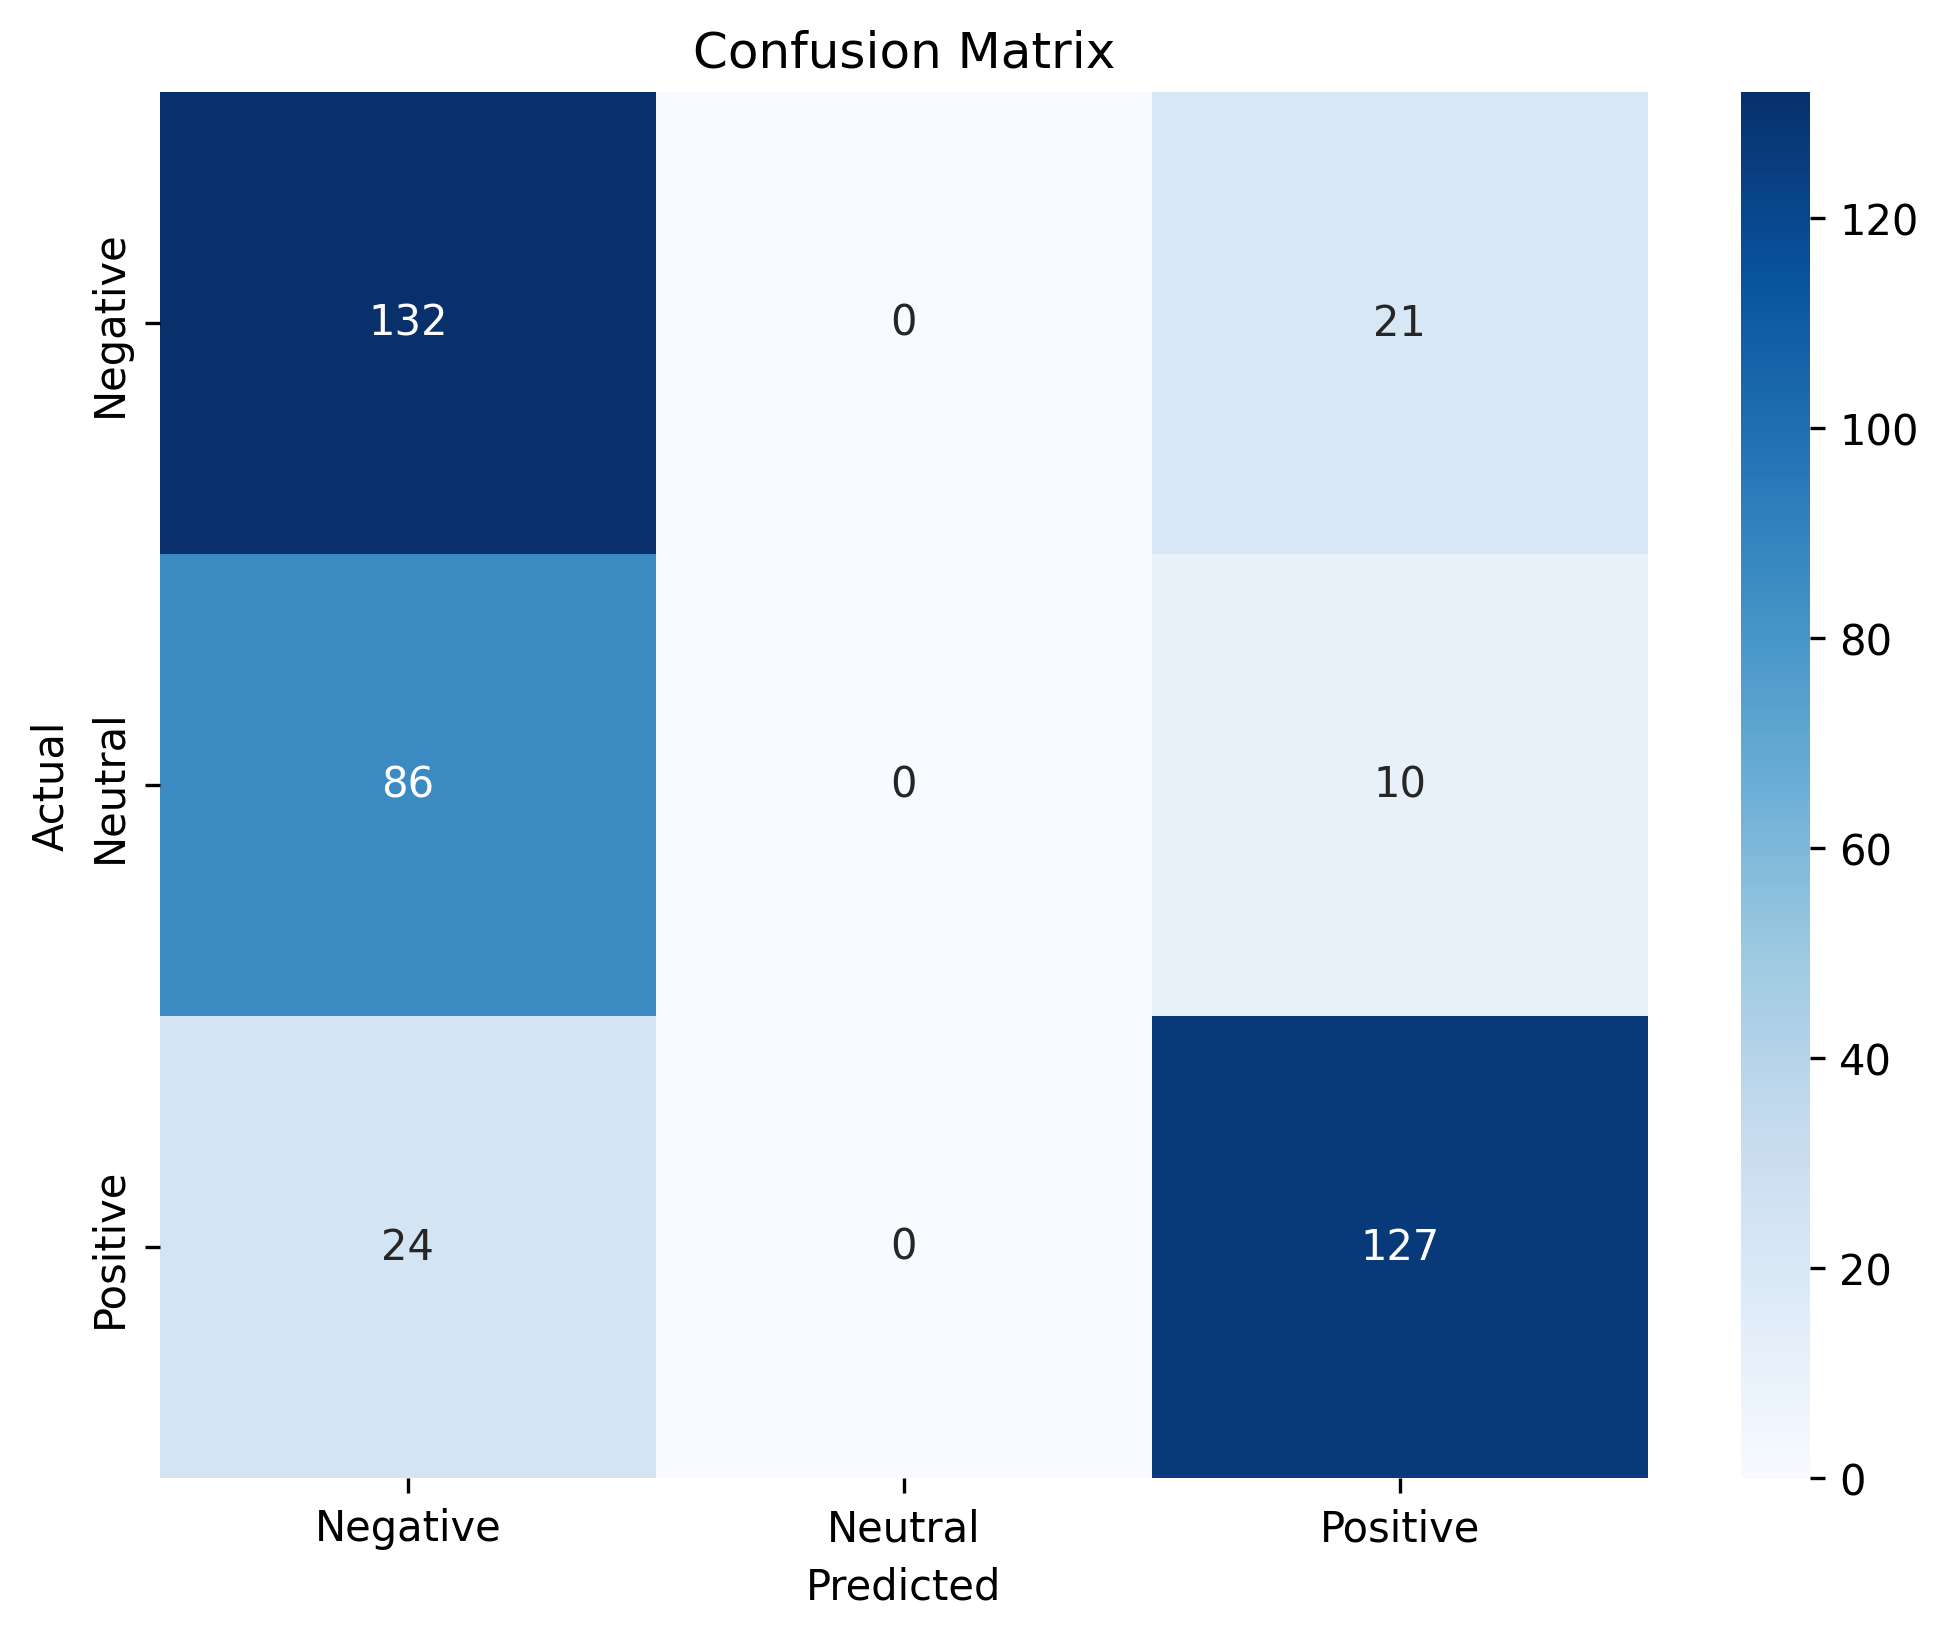 Confusion Matrix
Actual
Negative
132
0
21
Neutral
86
0
10
Positive
24
0
127
Negative
Neutral
Positive
Predicted
120
100
80
60
40
20
0